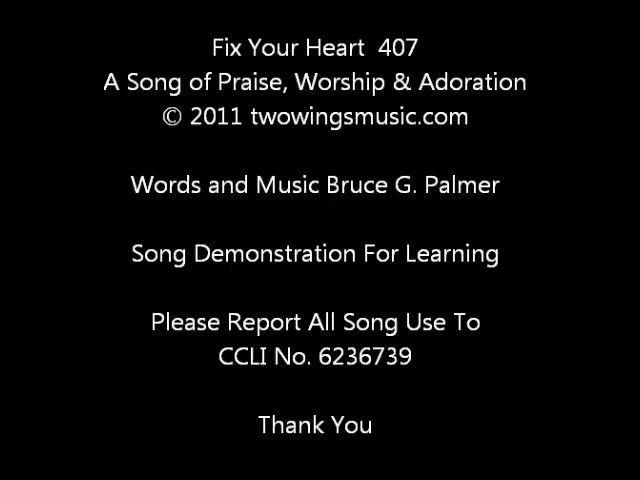 Fix Your Heart  407
A Song of Praise, Worship & Adoration
© 2011 twowingsmusic.com
Words and Music Bruce G. Palmer
Song Demonstration For Learning
Please Report All Song Use To
CCLI No. 6236739
Thank You